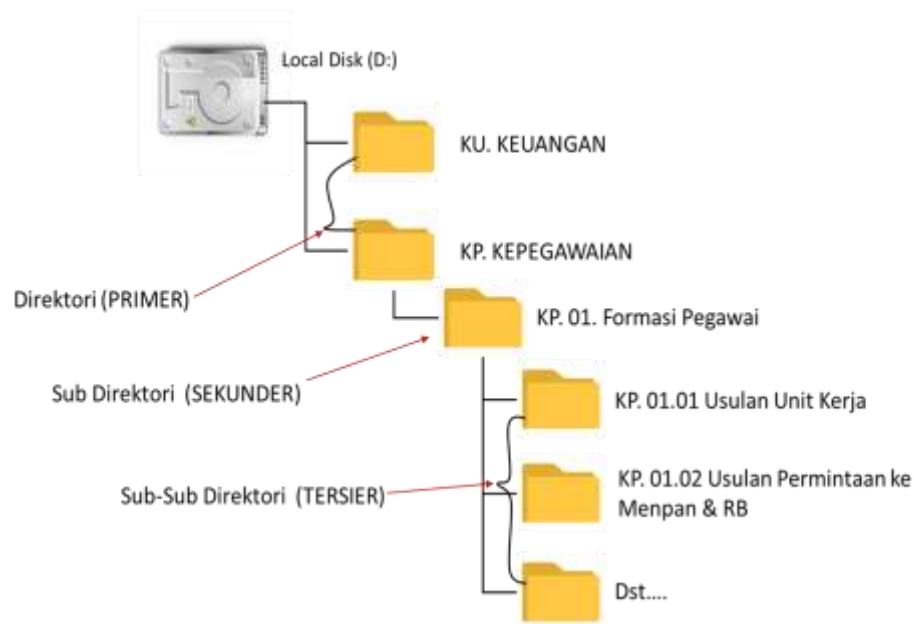 Local Disk (D:)
KU. KEUANGAN
KP. KEPEGAWAIAN
Direktori (PRIMER)
KP. 01. Formasi Pegawai
Sub Direktori (SEKUNDER)
KP. 01.01 Usulan Unit Kerja
Sub-Sub Direktori (TERSIER)
KP. 01.02 Usulan Permintaan ke
Menpan & RB
Dst....